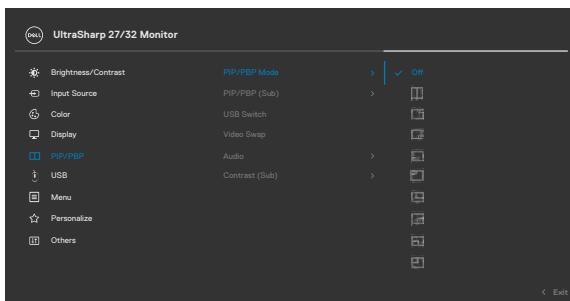 DELL UltraSharp 27/32 Monitor
Brightness/Contrast PIP/PBP Mode Off
Input Source PIP/PBP (Sub)
Color USB Switch
Display Video Swap
PIP/PBP Audio
USB Contrast (Sub)
Menu
Personalize
Others
Exit